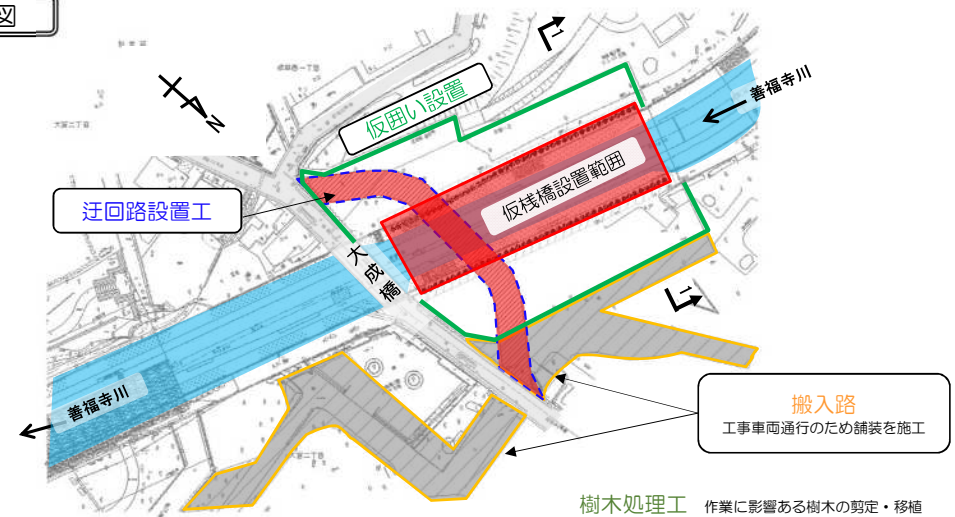 図
仮囲い設置
善福寺川
N
1
仮桟橋設置範囲
迂回路設置工
大成橋
1
善福寺川
搬入路
工事車両通行のため舗装を施工
樹木処理工 作業に影響ある樹木の剪定・移植